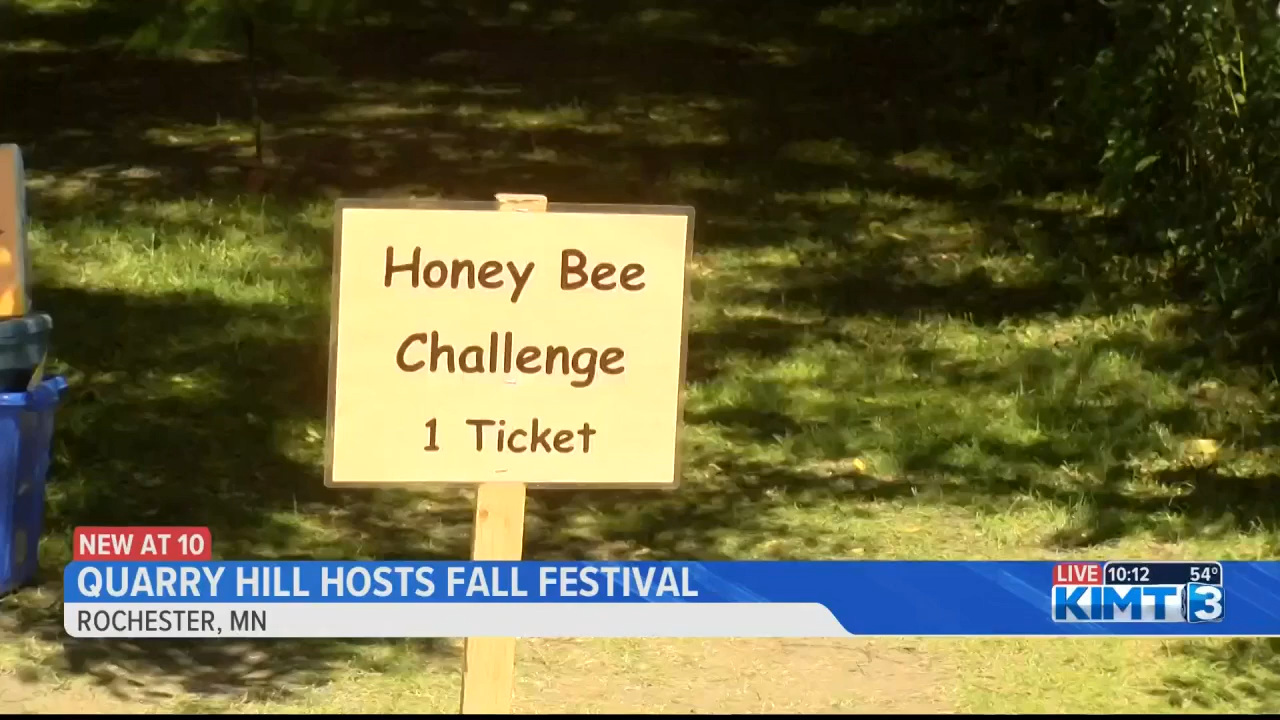 Honey Bee
Challenge
1 Ticket
NEW AT 10
QUARRY HILL HOSTS FALL FESTIVAL
ROCHESTER, MN
LIVE 10:12 54°
KIMT 3